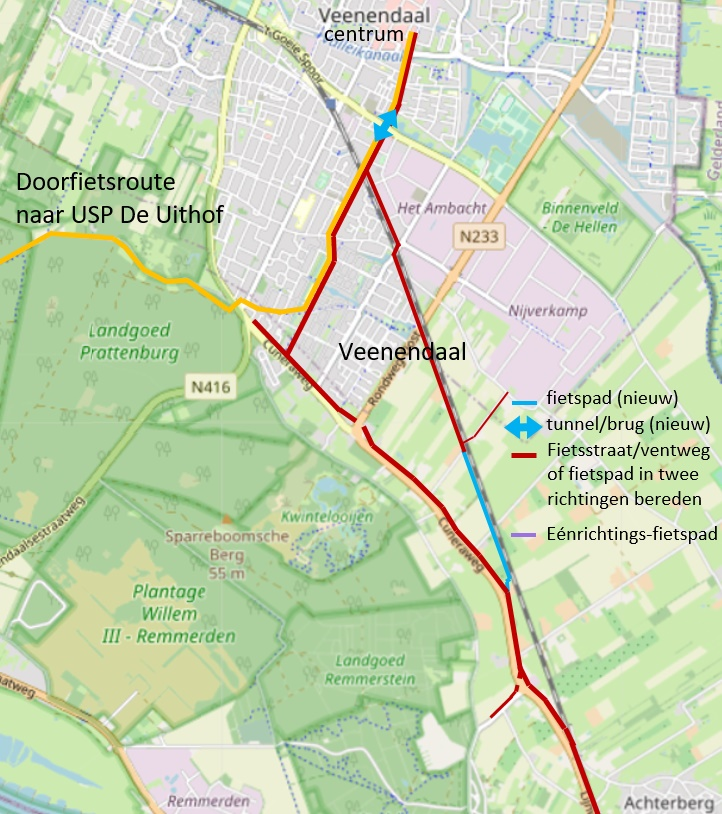 Veenendaal
centrum
Goeie Spoor
Valleikanaal
Doorfietsroute
naar USP De Uithof
Het Ambacht
Binnenveld
- De Hellen
N233
Nijverkamp
Landgoed
Prattenburg
Veenendaal
Cuneraweg
Rondweg-Oost
N416
fietspad (nieuw)
tunnel/brug (nieuw)
Fietsstraat/ventweg
of fietspad in twee
richtingen bereden
Eénrichtings-fietspad
Kwintelooijen
Sparreboomsche
Berg
55 m
Cuneraweg
Plantage
Willem
III - Remmerden
Landgoed
Remmerstein
Remmerden
Achterberg